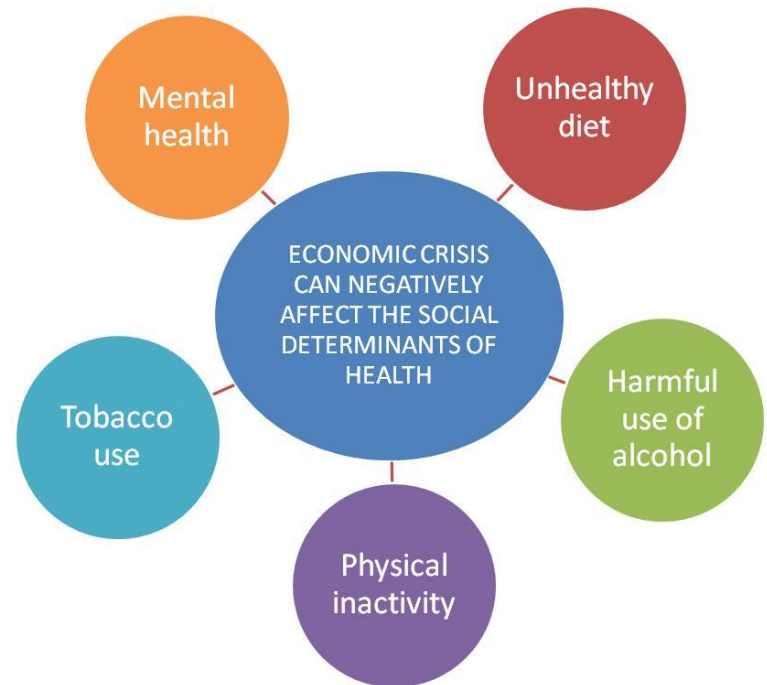 Mental
health
Unhealthy
diet
ECONOMIC CRISIS
CAN NEGATIVELY
AFFECT THE SOCIAL
DETERMINANTS OF
HEALTH
Tobacco
use
Harmful
use of
alcohol
Physical
inactivity